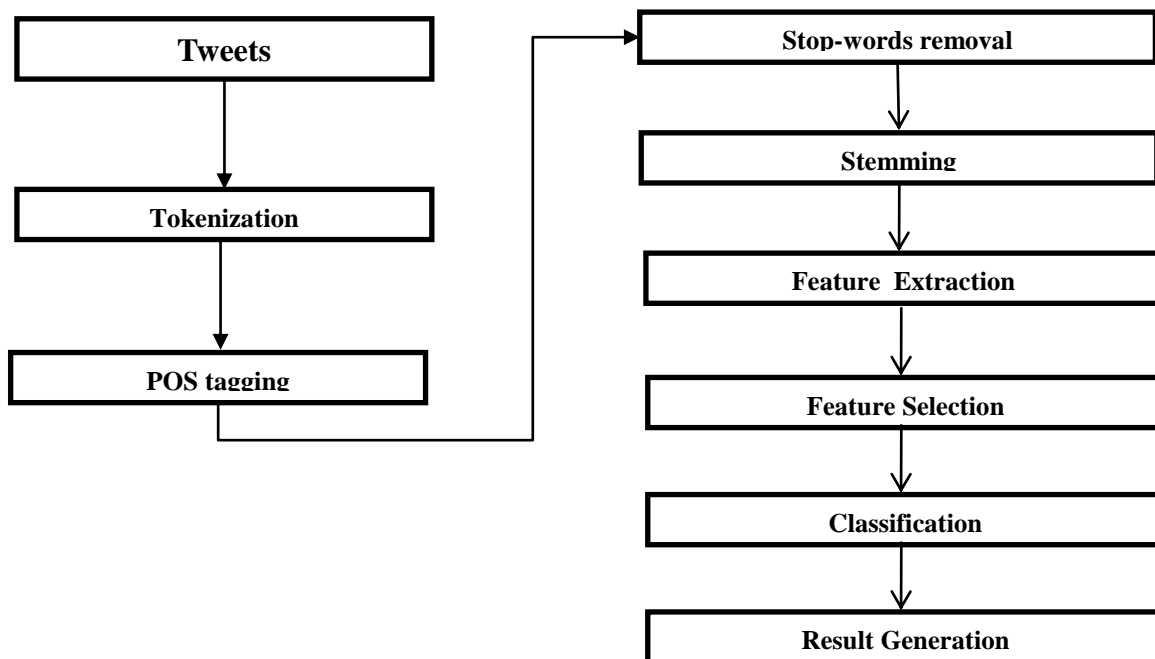 Tweets
Tokenization
POS tagging
Stop-words removal
Stemming
Feature  Extraction
Feature Selection
Classification
Result Generation